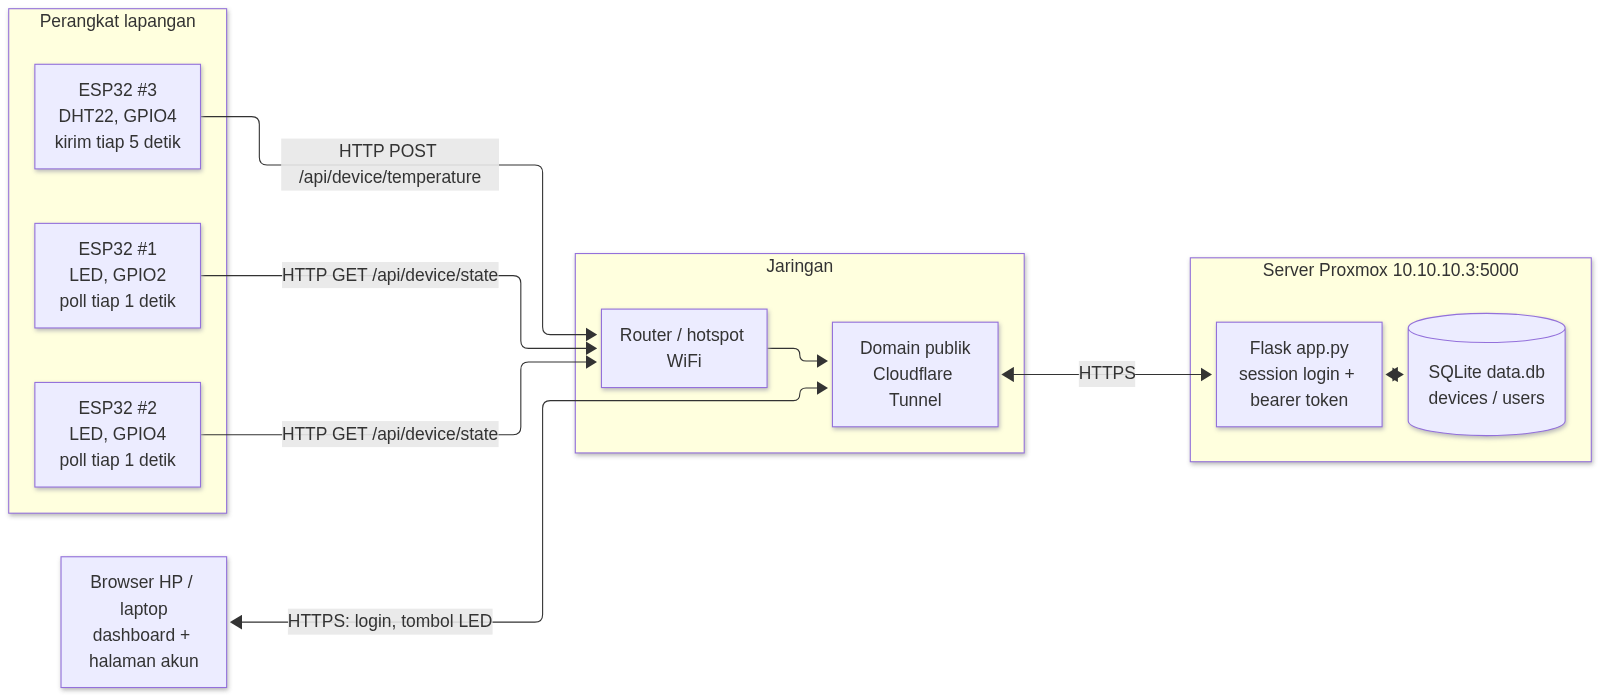 Perangkat lapangan
ESP32 #3
DHT22, GPIO4
kirim tiap 5 detik
HTTP POST
/api/device/temperature
ESP32 #1
LED, GPIO2
poll tiap 1 detik
HTTP GET /api/device/state
ESP32 #2
LED, GPIO4
poll tiap 1 detik
HTTP GET /api/device/state
Browser HP /
laptop
dashboard +
halaman akun
HTTPS: login, tombol LED
Jaringan
Router / hotspot
WiFi
Domain publik
Cloudflare
Tunnel
HTTPS
Server Proxmox 10.10.10.3:5000
Flask app.py
session login +
bearer token
SQLite data.db
devices / users